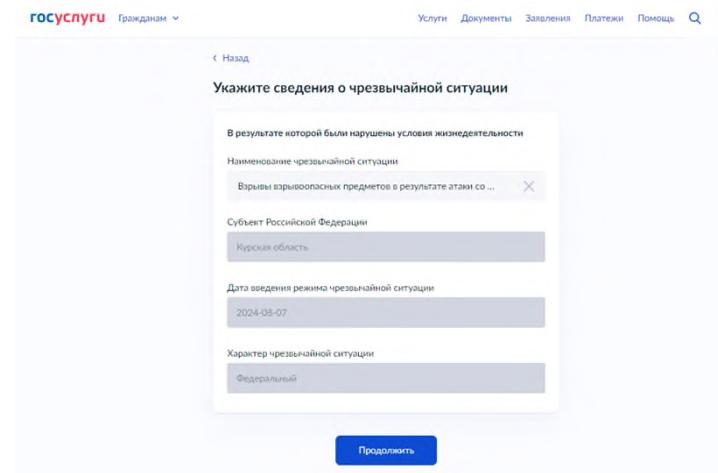 госуслуги Гражданам Услуги Документы Заявления Платежи Помощь
Назад
Укажите сведения о чрезвычайной ситуации
В результате которой были нарушены условия жизнедеятельности
Наименование чрезвычайной ситуации
Взрывы взрывоопасных предметов в результате атаки со ...
Субъект Российской Федерации
Курская область
Дата введения режима чрезвычайной ситуации
2024-08-07
Характер чрезвычайной ситуации
Федеральный
Продолжить